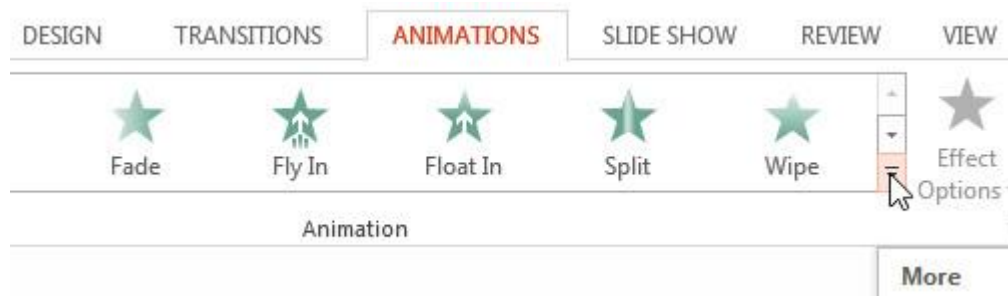 DESIGN TRANSITIONS ANIMATIONS SLIDE SHOW REVIEW VIEW
Fade Fly In Float In Split Wipe
Effect
Options
Animation
More